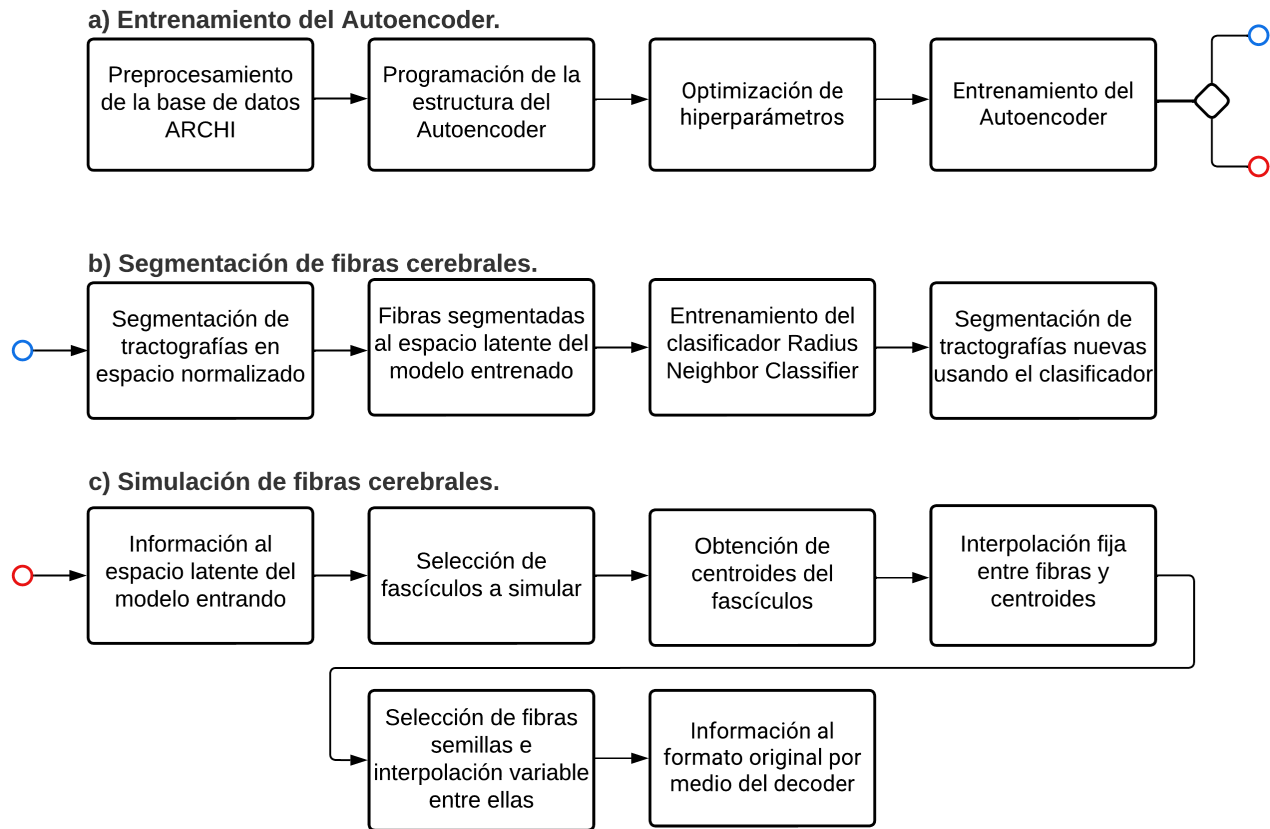 a) Entrenamiento del Autoencoder.
Preprocesamiento
de la base de datos
ARCHI
Programación de la
estructura del
Autoencoder
Optimización de
hiperparámetros
Entrenamiento del
Autoencoder
b) Segmentación de fibras cerebrales.
Segmentación de
tractografías en
espacio normalizado
Fibras segmentadas
al espacio latente del
modelo entrenado
Entrenamiento del
clasificador Radius
Neighbor Classifier
Segmentación de
tractografías nuevas
usando el clasificador
c) Simulación de fibras cerebrales.
Información al
espacio latente del
modelo entrando
Selección de
fascículos a simular
Obtención de
centroides del
fascículos
Interpolación fija
entre fibras y
centroides
Selección de fibras
semillas e
interpolación variable
entre ellas
Información al
formato original por
medio del decoder